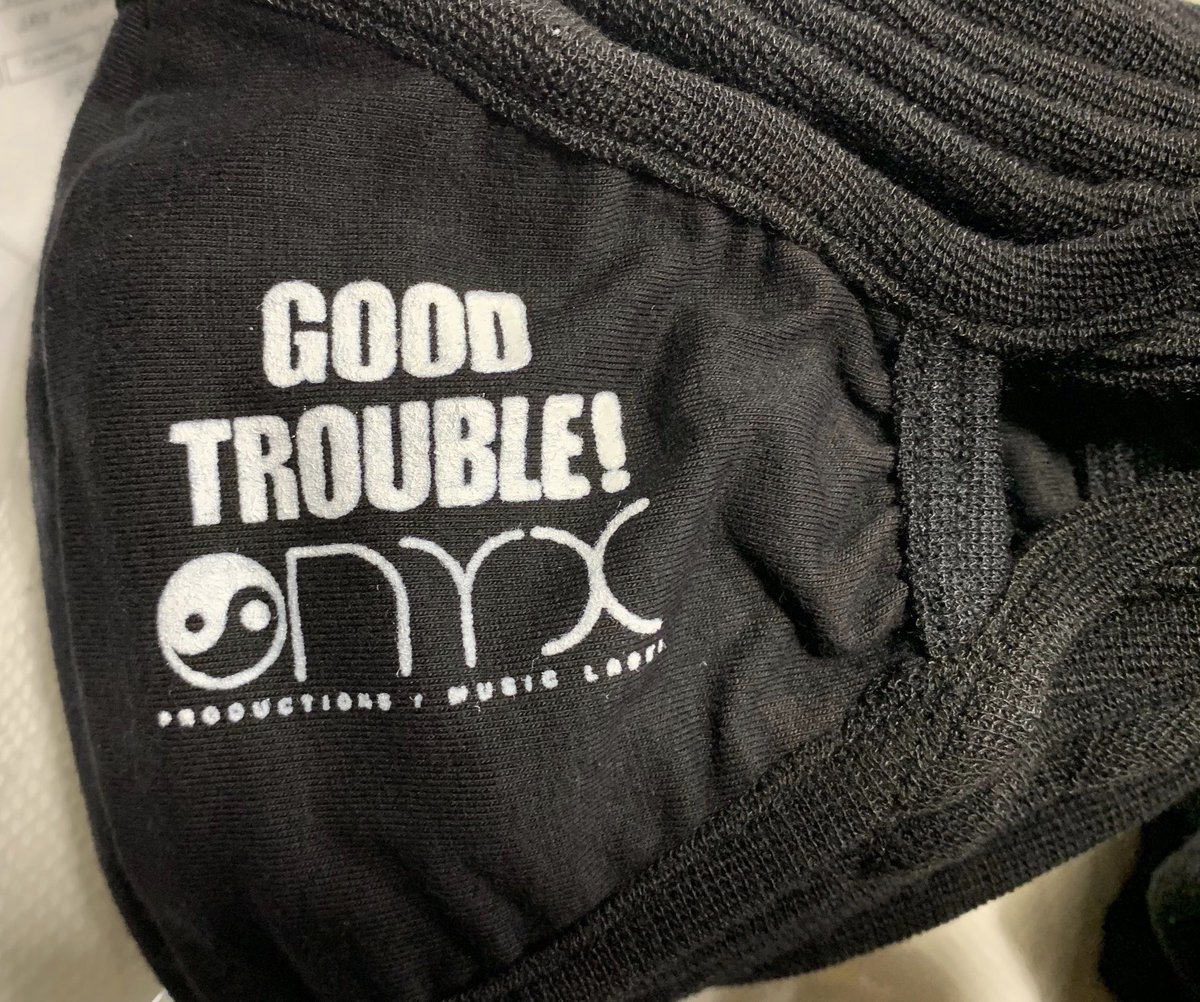 GOOD
TROUBLE!
ONYX
PRODUCTIONS / MUSIC LABEL